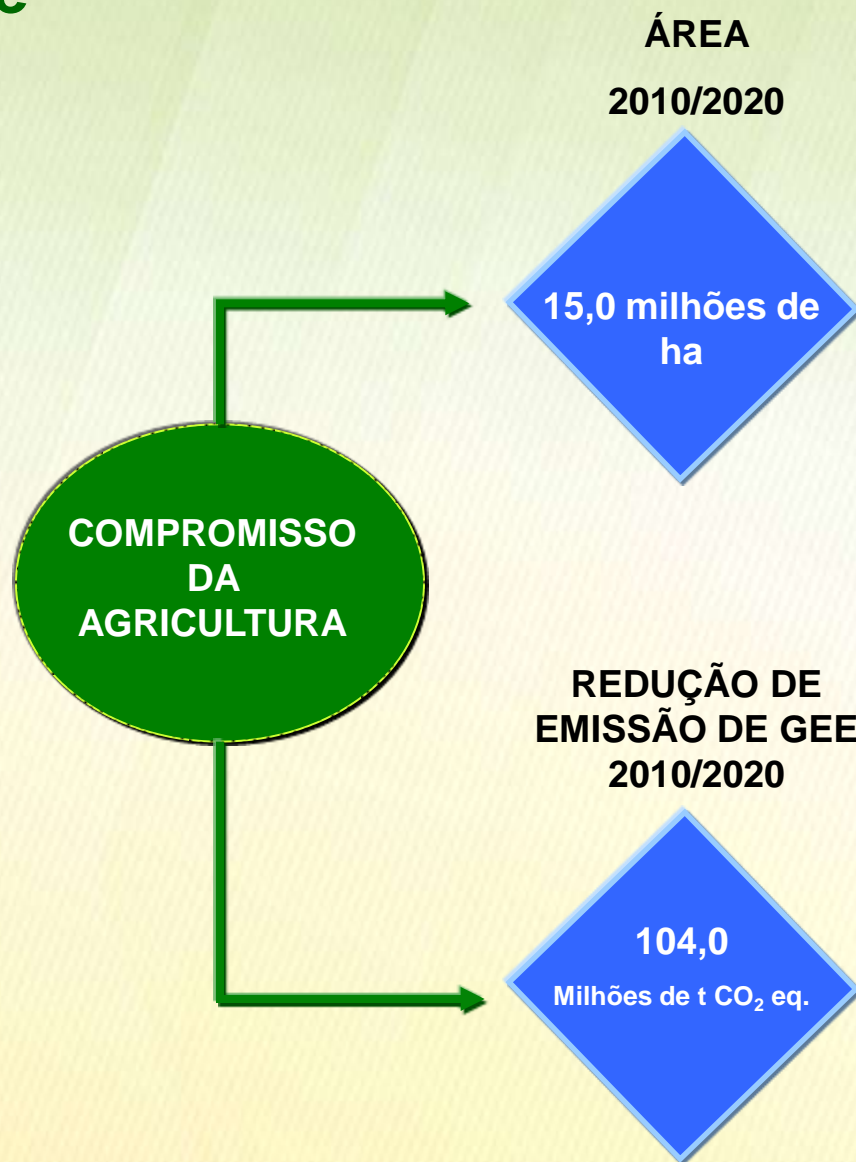 ÁREA
2010/2020
15,0 milhões de
ha
COMPROMISSO
DA
AGRICULTURA
REDUÇÃO DE
EMISSÃO DE GEE
2010/2020
104,0
Milhões de t CO₂ eq.